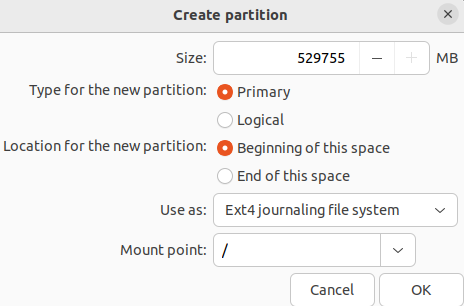 Create partition
Size: 529755 MB
Type for the new partition: Primary
Logical
Location for the new partition: Beginning of this space
End of this space
Use as: Ext4 journaling file system
Mount point: /
Cancel OK